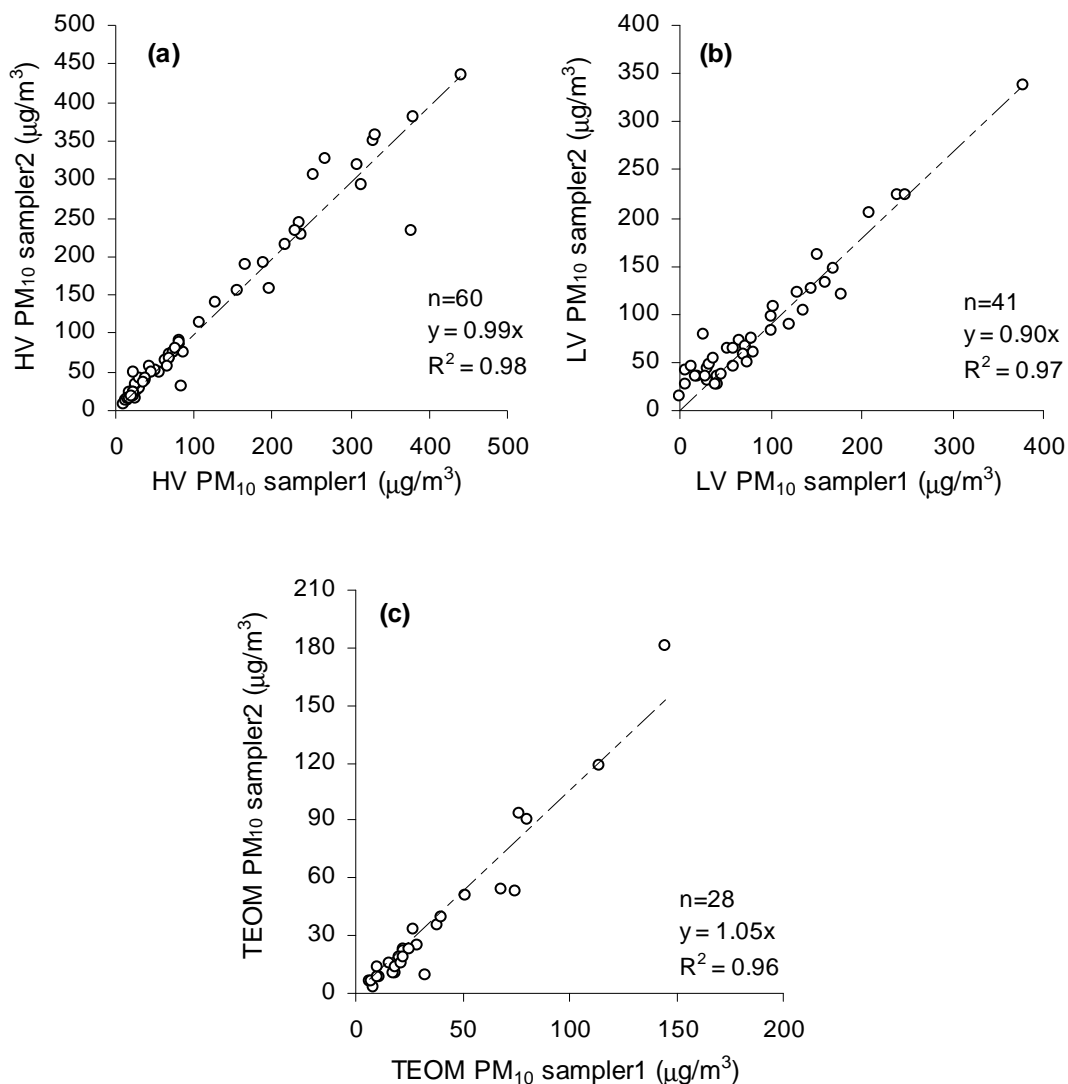 (a)
HV PM₁₀ sampler2 (μg/m³)
500
450
400
350
300
250
200
150
100
50
0
n=60
y = 0.99x
R² = 0.98
0 100 200 300 400 500
HV PM₁₀ sampler1 (μg/m³)
(b)
LV PM₁₀ sampler2 (μg/m³)
400
350
300
250
200
150
100
50
0
n=41
y = 0.90x
R² = 0.97
0 100 200 300 400
LV PM₁₀ sampler1 (μg/m³)
(c)
TEOM PM₁₀ sampler2 (μg/m³)
210
180
150
120
90
60
30
0
n=28
y = 1.05x
R² = 0.96
0 50 100 150 200
TEOM PM₁₀ sampler1 (μg/m³)